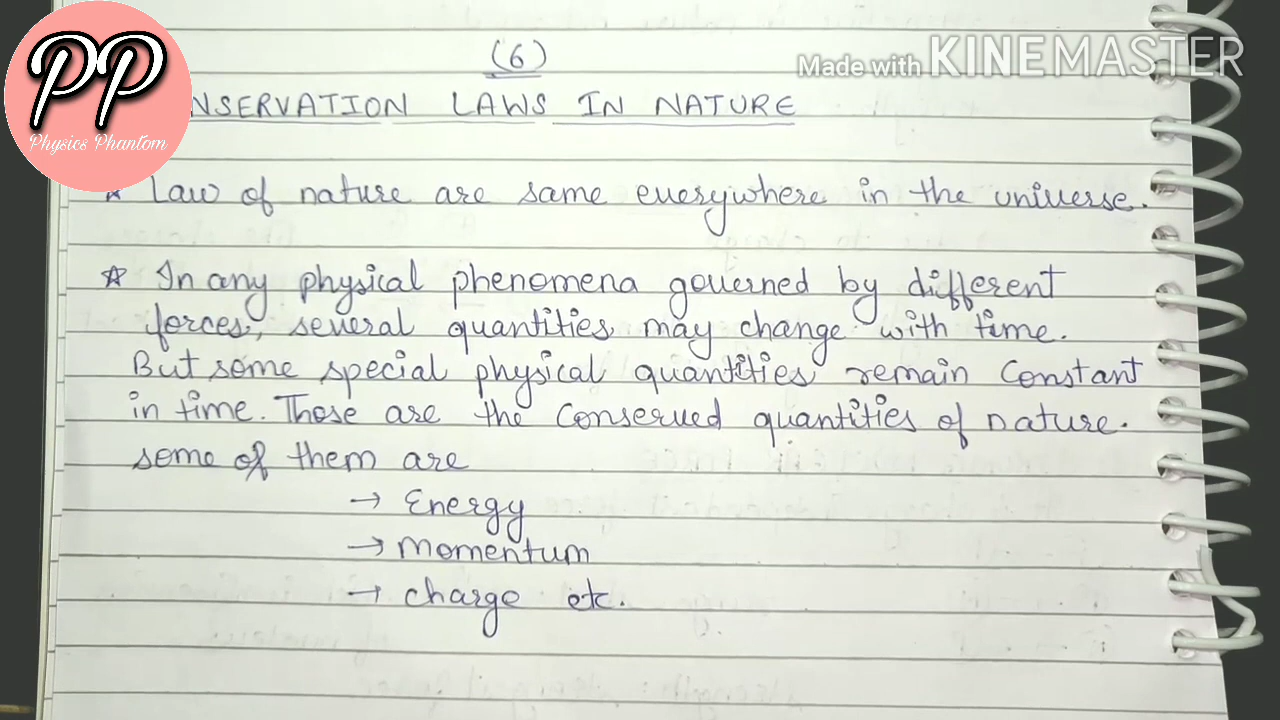 (6)
Made with KINEMASTER
PP
Physics Phantom
NSERVATION LAWS IN NATURE
☆ Law of nature are same everywhere in the universe.
☆ In any physical phenomena governed by different
forces, several quantities may change with time.
But some special physical quantities remain Constant
in time. Those are the Conserved quantities of nature.
some of them are
→ Energy
→ Momentum
→ charge etc.